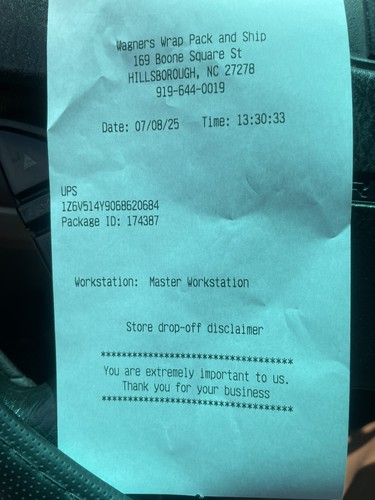 Wagners Wrap Pack and Ship
169 Boone Square St
HILLSBOROUGH, NC 27278
919-644-0019
Date: 07/08/25 Time: 13:30:33
UPS
1Z6V514Y9068620684
Package ID: 174387
Workstation: Master Workstation
Store drop-off disclaimer
****************************************
You are extremely important to us.
Thank you for your business
****************************************